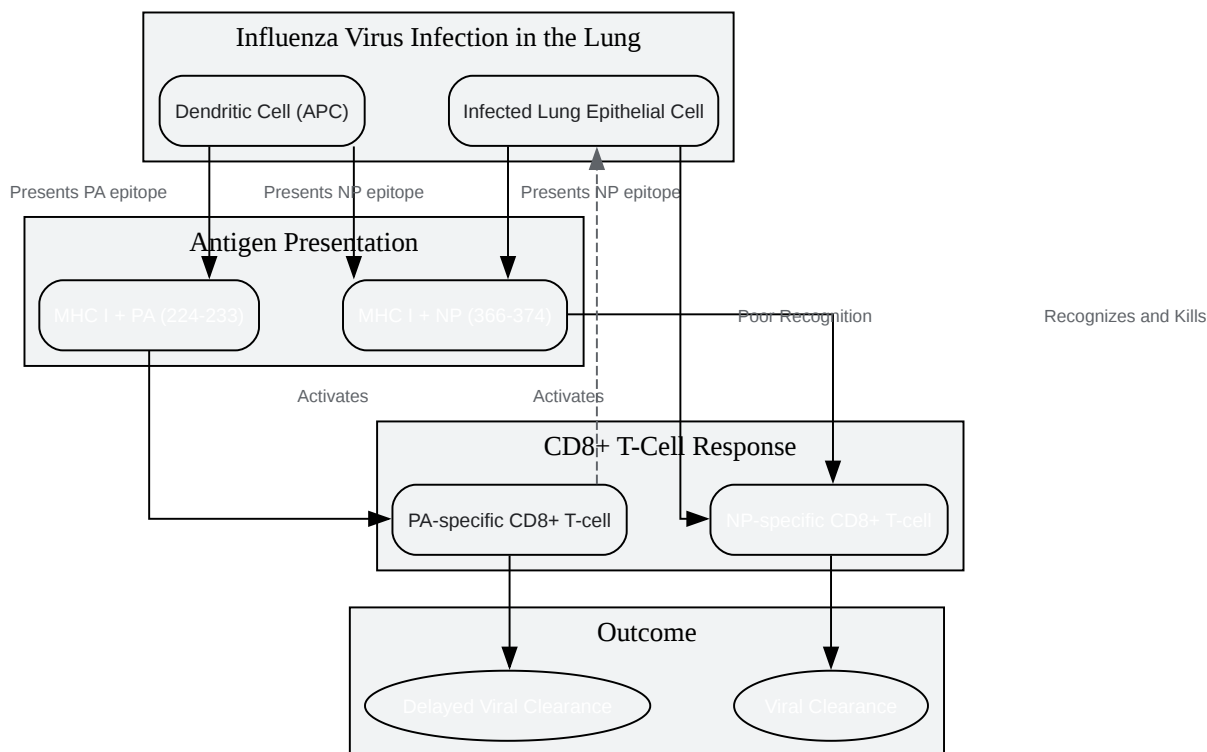 Influenza Virus Infection in the Lung
Dendritic Cell (APC)
Infected Lung Epithelial Cell
Presents PA epitope
Presents NP epitope
Presents NP epitope
Antigen Presentation
MHC I + PA (224-233)
MHC I + NP (366-374)
Poor Recognition
Recognizes and Kills
Activates
Activates
CD8+ T-Cell Response
PA-specific CD8+ T-cell
NP-specific CD8+ T-cell
Outcome
Delayed Viral Clearance
Viral Clearance